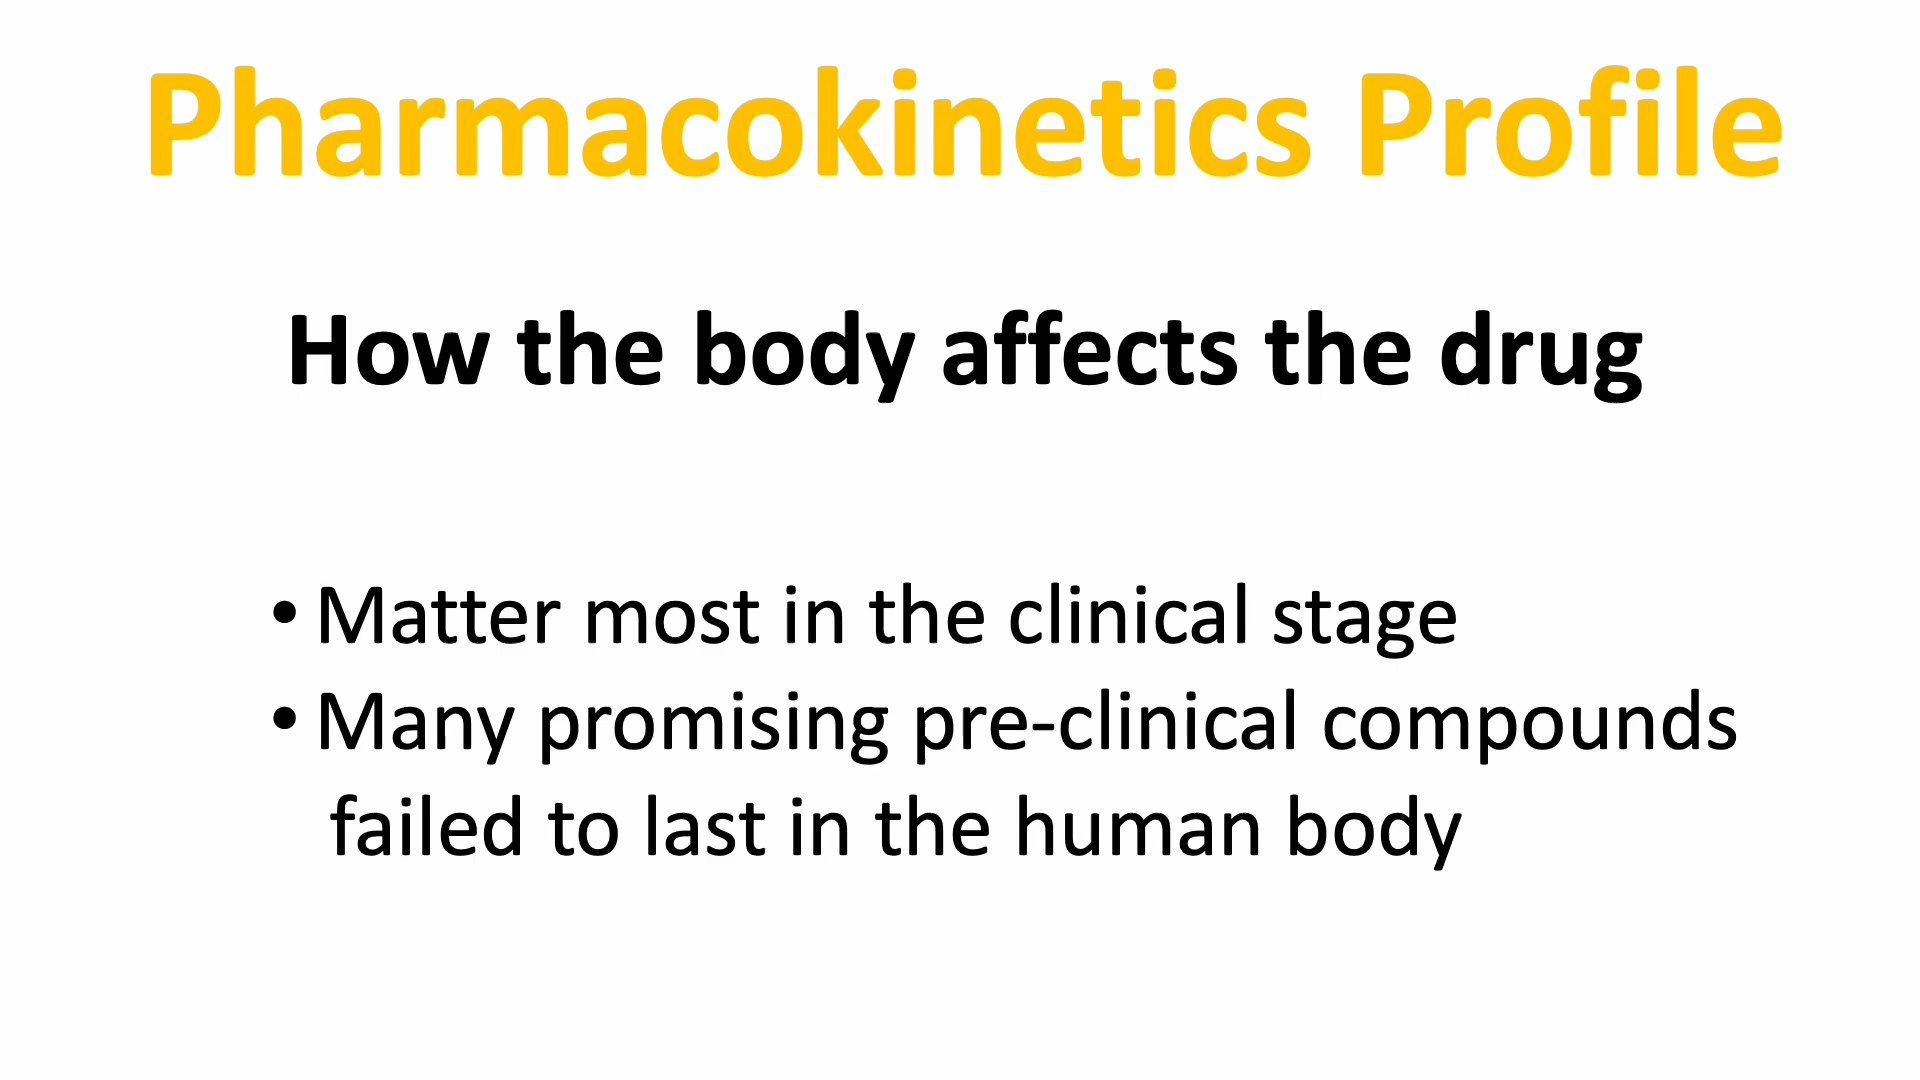 Pharmacokinetics Profile
How the body affects the drug
• Matter most in the clinical stage
• Many promising pre-clinical compounds
failed to last in the human body